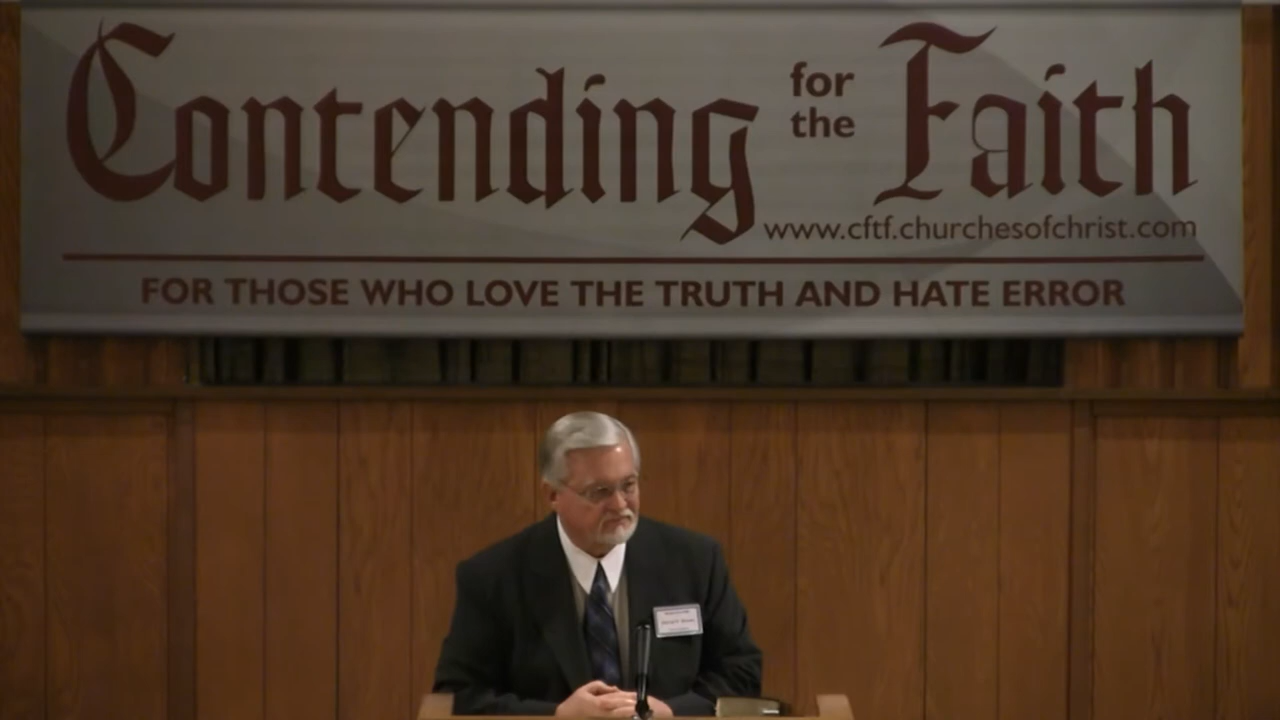 Contending for the Faith
www.cftf.churchesofchrist.com
FOR THOSE WHO LOVE THE TRUTH AND HATE ERROR